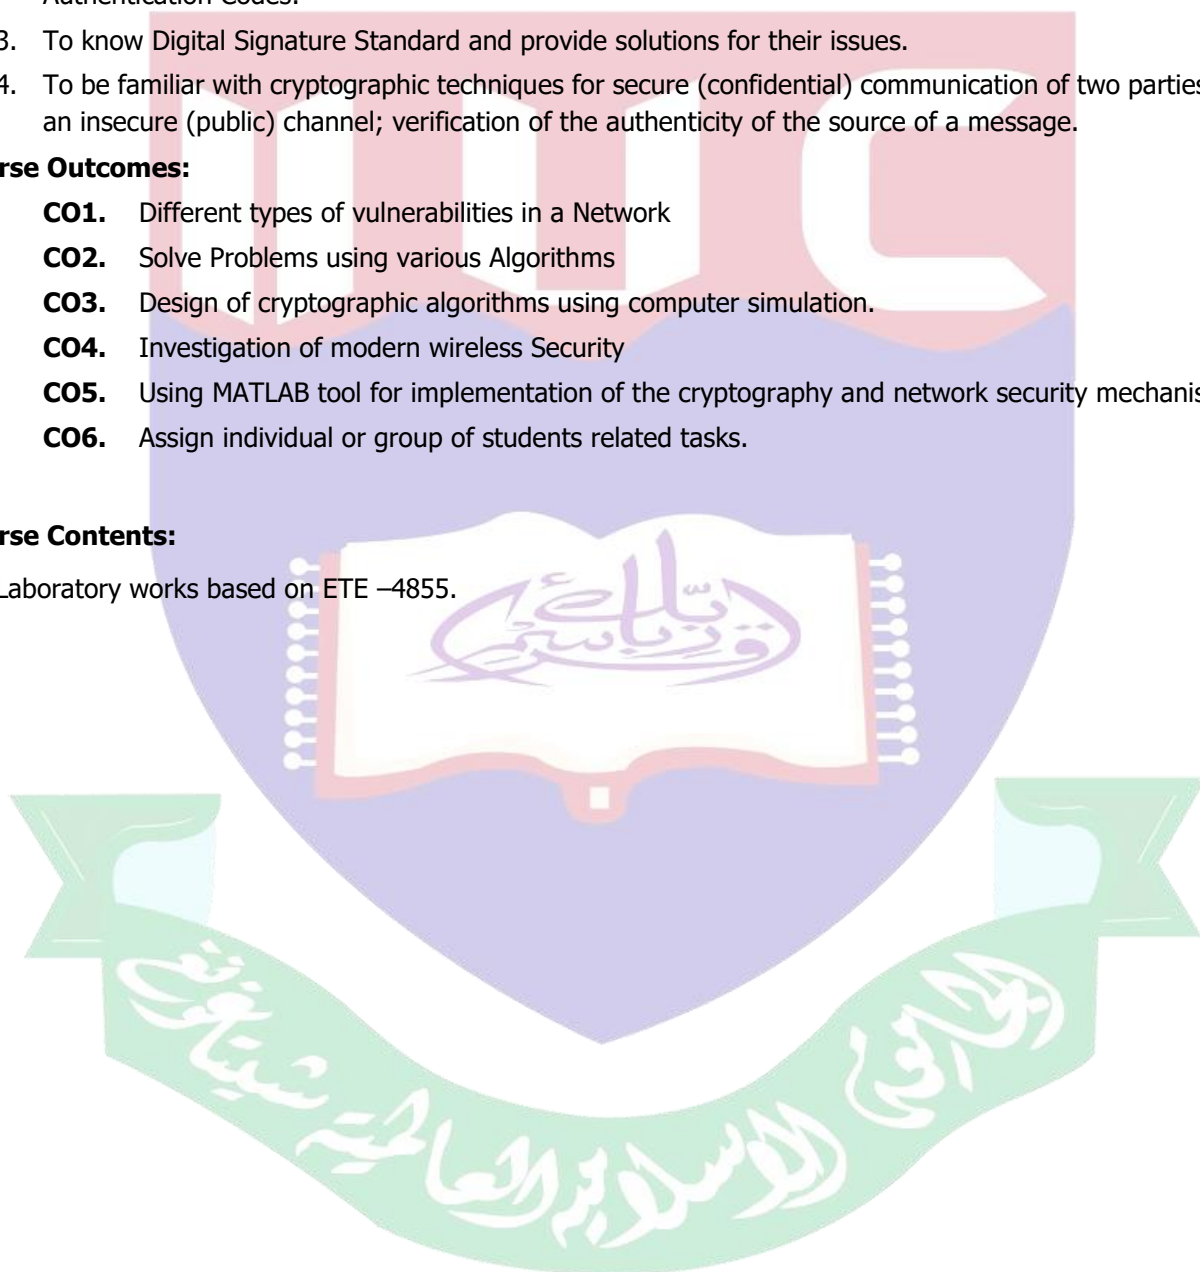 Authentication Codes.
3. To know Digital Signature Standard and provide solutions for their issues.
4. To be familiar with cryptographic techniques for secure (confidential) communication of two parties
an insecure (public) channel; verification of the authenticity of the source of a message.
rse Outcomes:
CO1. Different types of vulnerabilities in a Network
CO2. Solve Problems using various Algorithms
CO3. Design of cryptographic algorithms using computer simulation.
CO4. Investigation of modern wireless Security
CO5. Using MATLAB tool for implementation of the cryptography and network security mechanis
CO6. Assign individual or group of students related tasks.
rse Contents:
Laboratory works based on ETE –4855.
IIUC
الجامعة الاسلامية العالمية شيتاغونغ